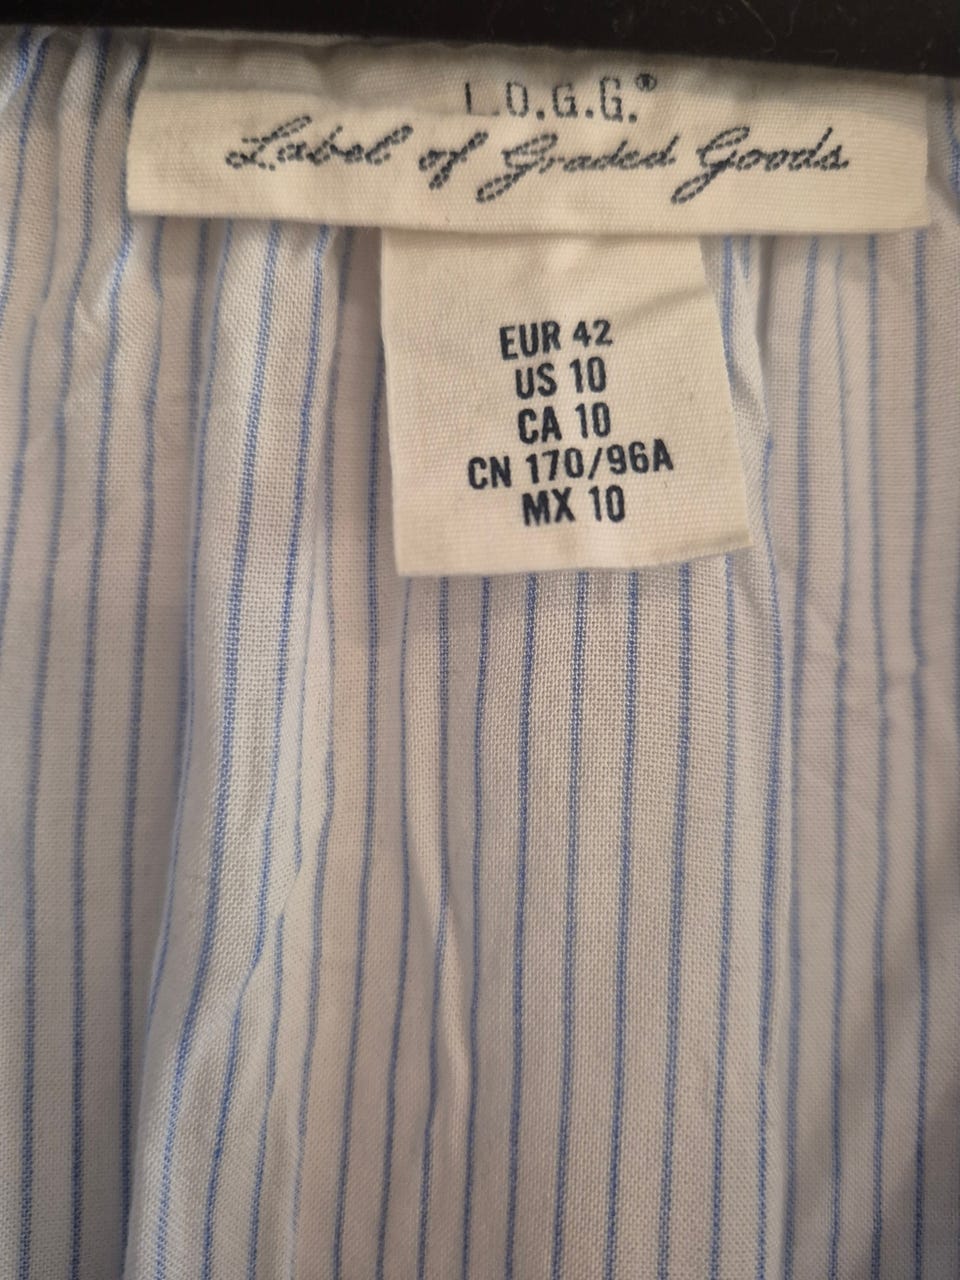 L.O.G.G.®
Label of Graded Goods
EUR 42
US 10
CA 10
CN 170/96A
MX 10